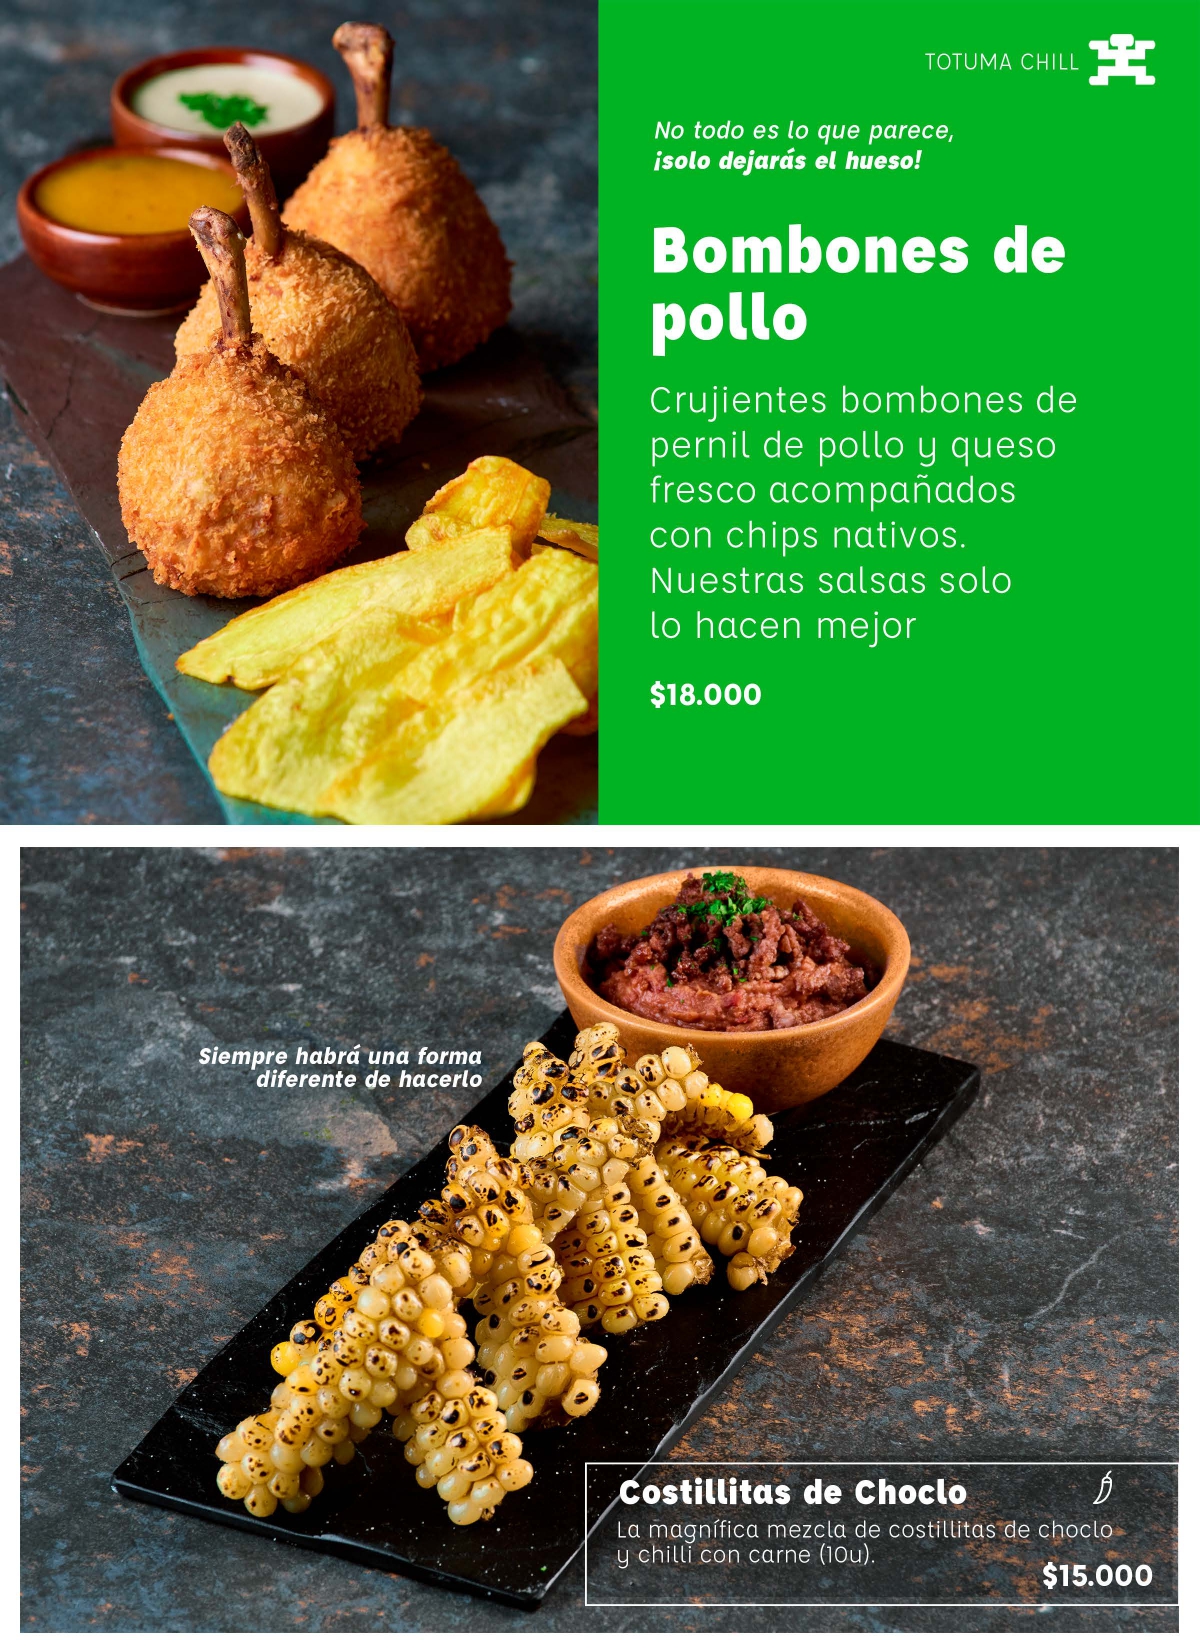 TOTUMA CHILL
No todo es lo que parece,
¡solo dejarás el hueso!
Bombones de
pollo
Crujientes bombones de
pernil de pollo y queso
fresco acompañados
con chips nativos.
Nuestras salsas solo
lo hacen mejor
$18.000
Siempre habrá una forma
diferente de hacerlo
Costillitas de Choclo
La magnífica mezcla de costillitas de choclo
y chilli con carne (10u).
$15.000